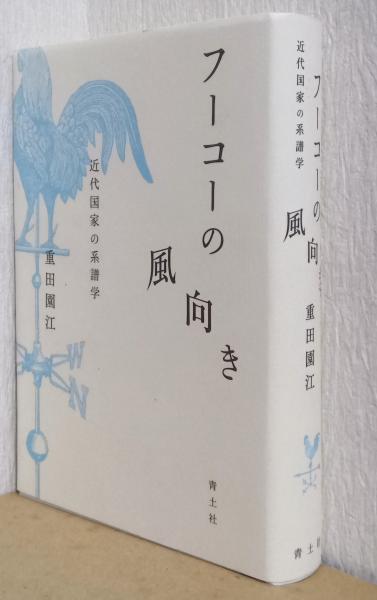 フーコーの
風向き
近代国家の系譜学
重田園江
W
N
青土社
近代国家の系譜学
フーコーの
風向き
重田園江
青土社